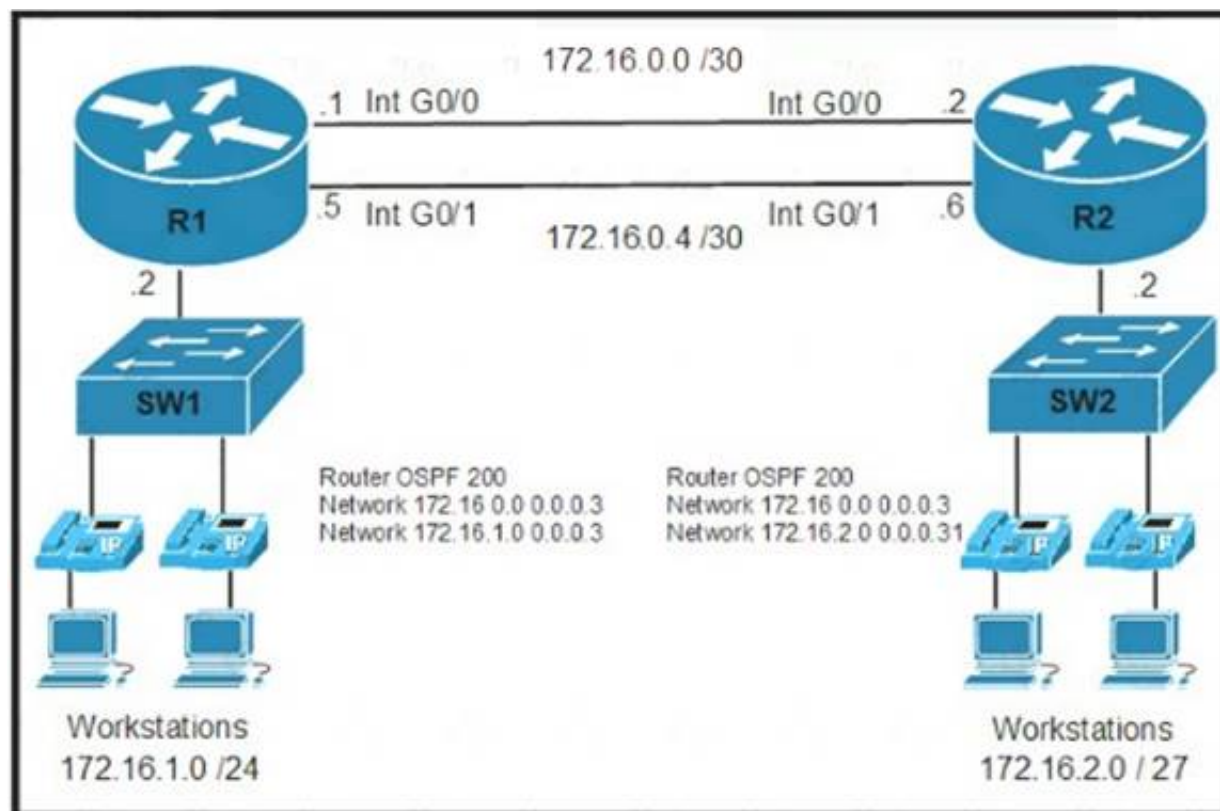 172.16.0.0 /30
.1 Int G0/0 Int G0/0 .2
.5 Int G0/1 Int G0/1 .6
172.16.0.4 /30
R1
R2
.2
.2
SW1
SW2
Router OSPF 200
Network 172.16 0.0 0.0.0.3
Network 172.16.1.0 0.0.0.3
Router OSPF 200
Network 172.16 0.0 0.0.0.3
Network 172.16.2.0 0.0.0.31
IP
IP
IP
IP
Workstations
172.16.1.0 /24
Workstations
172.16.2.0 / 27